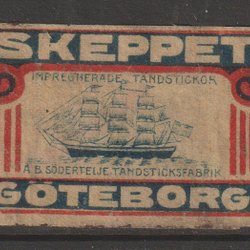 SKEPPET
IMPREGNERADE TÄNDSTICKOR
A.B. SÖDERTELJE TÄNDSTICKSFABRIK
GÖTEBORG